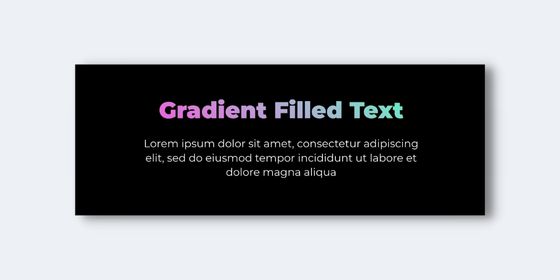 Gradient Filled Text
Lorem ipsum dolor sit amet, consectetur adipiscing
elit, sed do eiusmod tempor incididunt ut labore et
dolore magna aliqua